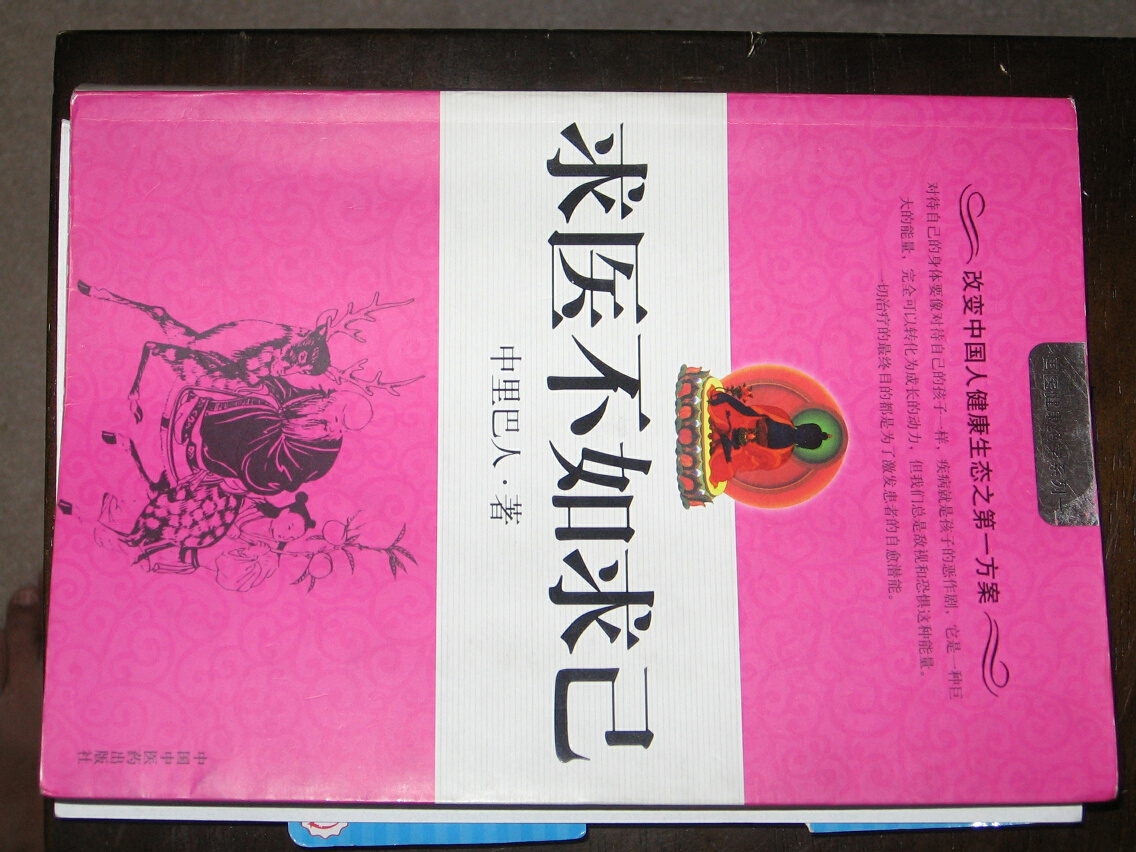 改变中国人健康生态之第一方案
对待自己的身体要像对待自己的孩子一样，疾病就是孩子的恶作剧，它是一种巨
大的能量，完全可以转化为成长的动力，但我们总是敌视和恐惧这种能量。
一切治疗的最终目的都是为了激发患者的自愈潜能。
求医不如求己
中里巴人·著
中国中医药出版社